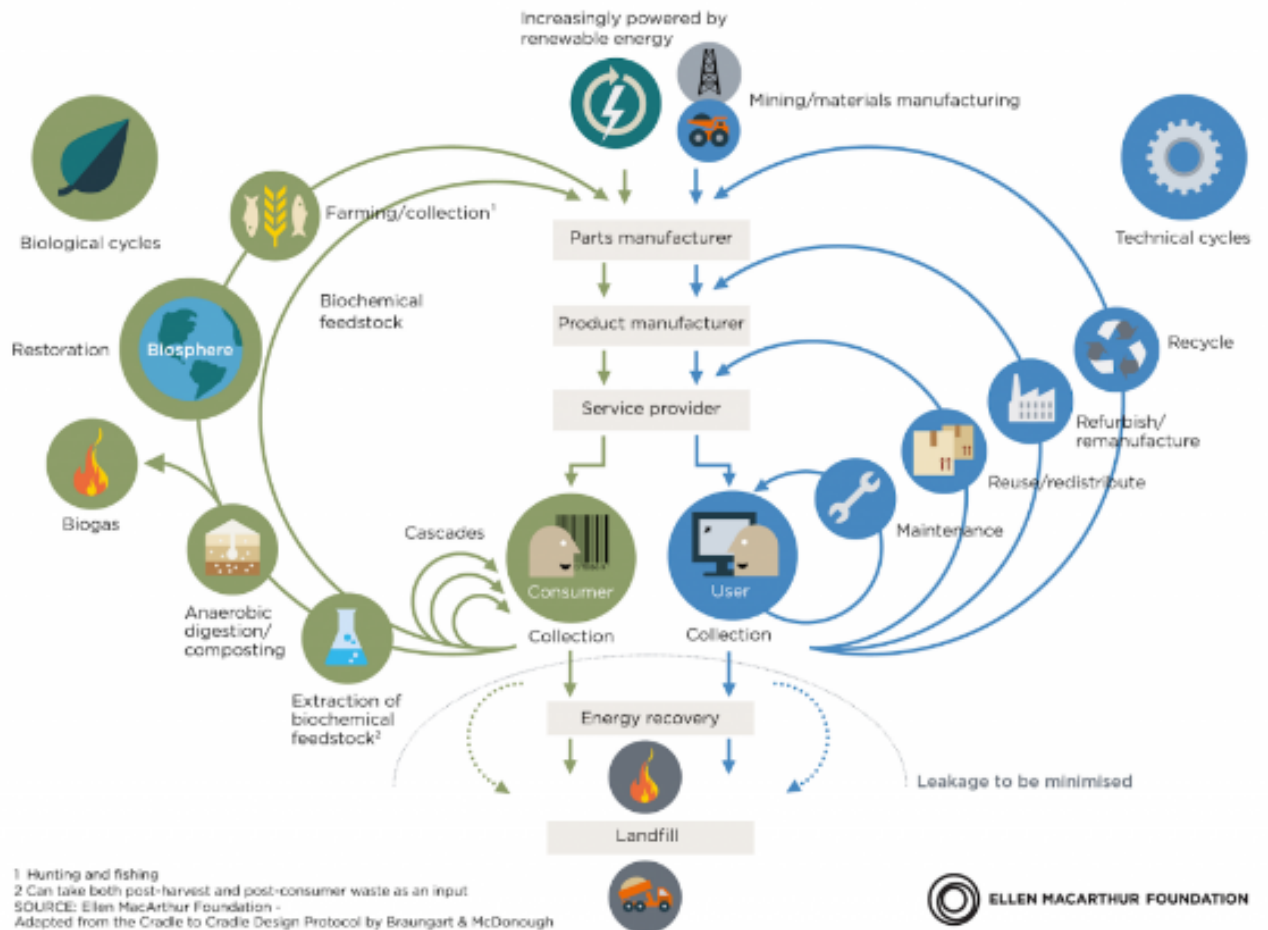 Increasingly powered by
renewable energy
Mining/materials manufacturing
Biological cycles
Technical cycles
Farming/collection¹
Parts manufacturer
Biochemical
feedstock
Product manufacturer
Restoration
Biosphere
Recycle
Service provider
Refurbish/
remanufacture
Reuse/redistribute
Biogas
Maintenance
Cascades
Consumer
User
Anaerobic
digestion/
composting
Collection
Collection
Extraction of
biochemical
feedstock²
Energy recovery
Leakage to be minimised
Landfill
1 Hunting and fishing
2 Can take both post-harvest and post-consumer waste as an input
SOURCE: Ellen MacArthur Foundation -
Adapted from the Cradle to Cradle Design Protocol by Braungart & McDonough
ELLEN MACARTHUR FOUNDATION